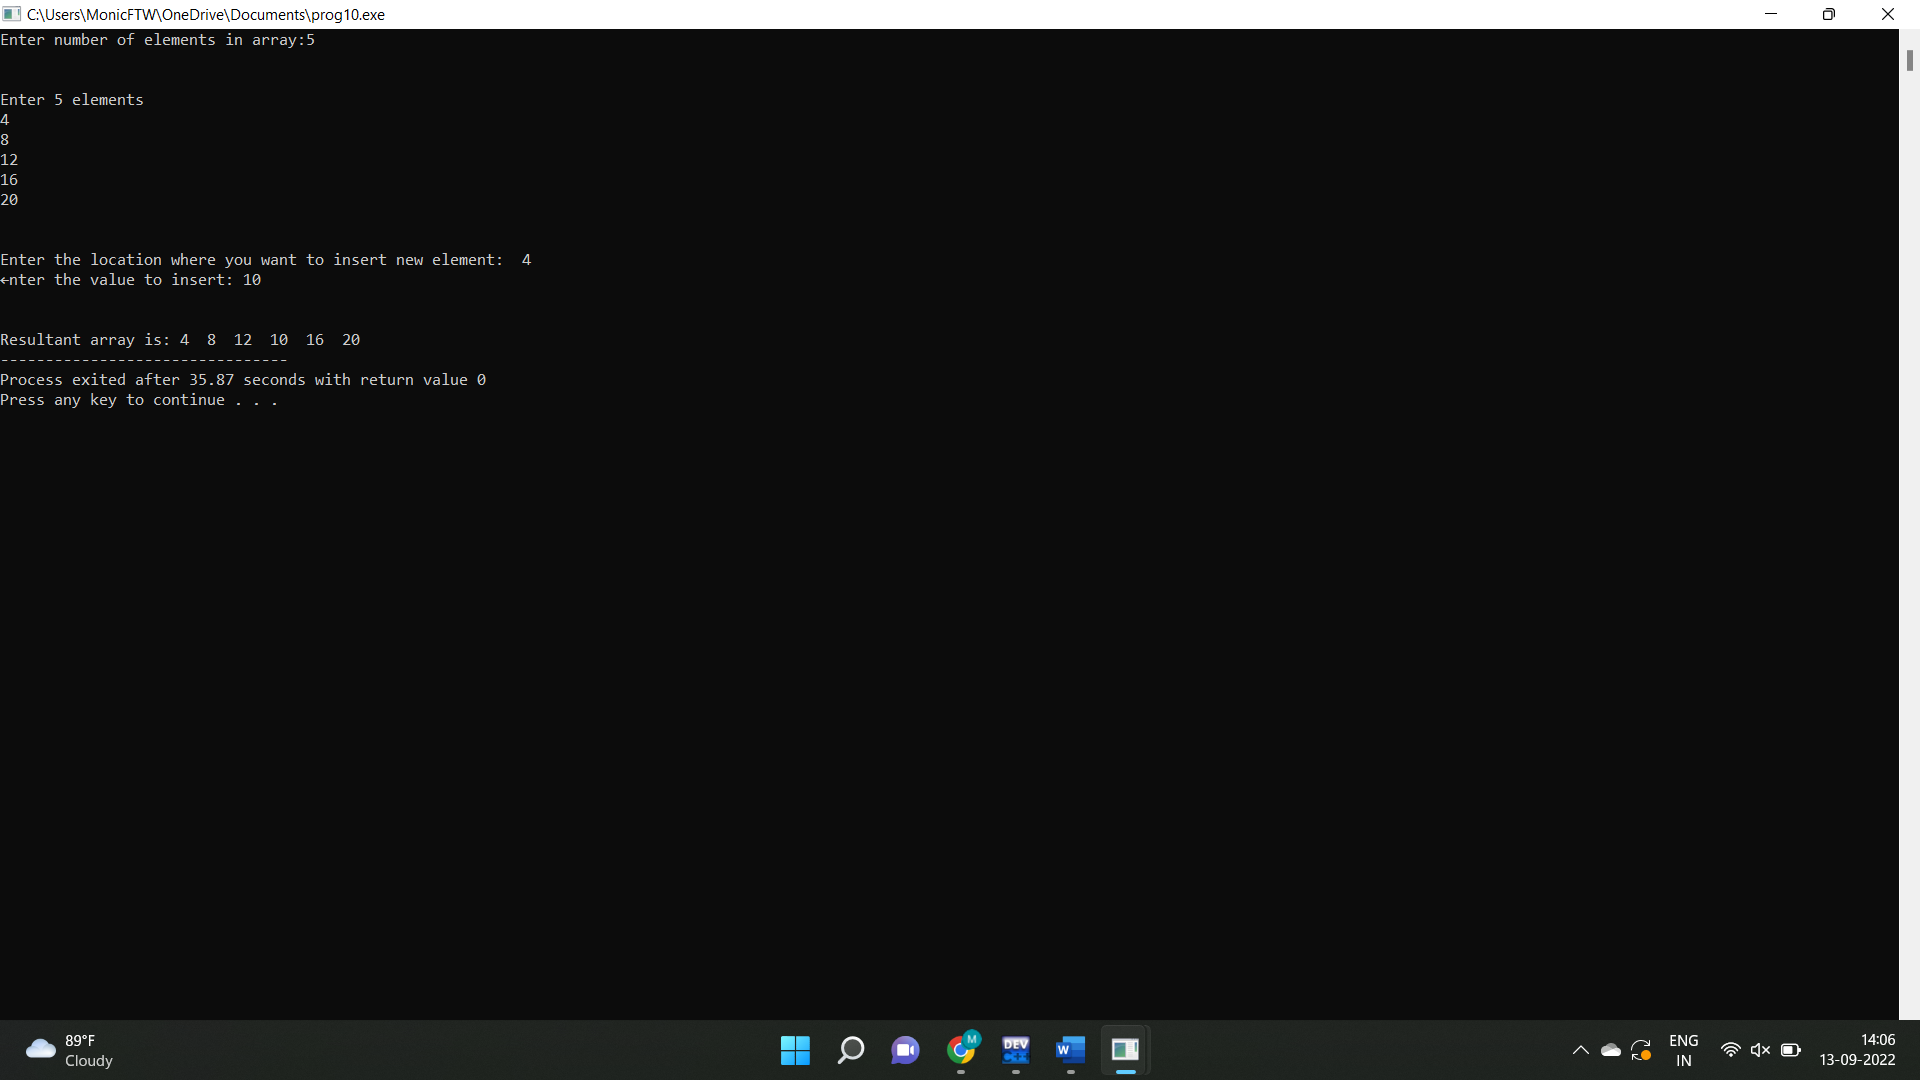 C:\Users\MonicFTW\OneDrive\Documents\prog10.exe
Enter number of elements in array:5
Enter 5 elements
4
8
12
16
20
Enter the location where you want to insert new element:  4
←nter the value to insert: 10
Resultant array is: 4  8  12  10  16  20
--------------------------------
Process exited after 35.87 seconds with return value 0
Press any key to continue . . .
89°F
Cloudy
M
DEV
C++
W
ENG
IN
14:06
13-09-2022